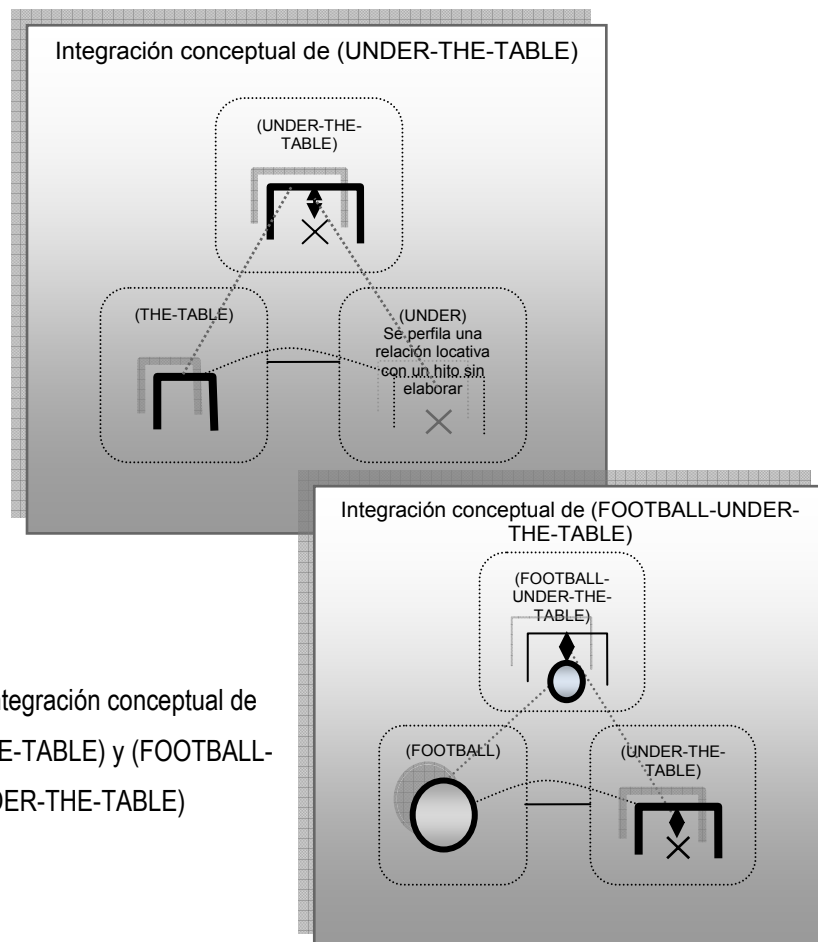 Integración conceptual de (UNDER-THE-TABLE)
(UNDER-THE-
TABLE)
(THE-TABLE)
(UNDER)
Se perfila una
relación locativa
con un hito sin
elaborar
Integración conceptual de (FOOTBALL-UNDER-
THE-TABLE)
(FOOTBALL-
UNDER-THE-
TABLE)
(FOOTBALL)
(UNDER-THE-
TABLE)
ntegración conceptual de
E-TABLE) y (FOOTBALL-
DER-THE-TABLE)